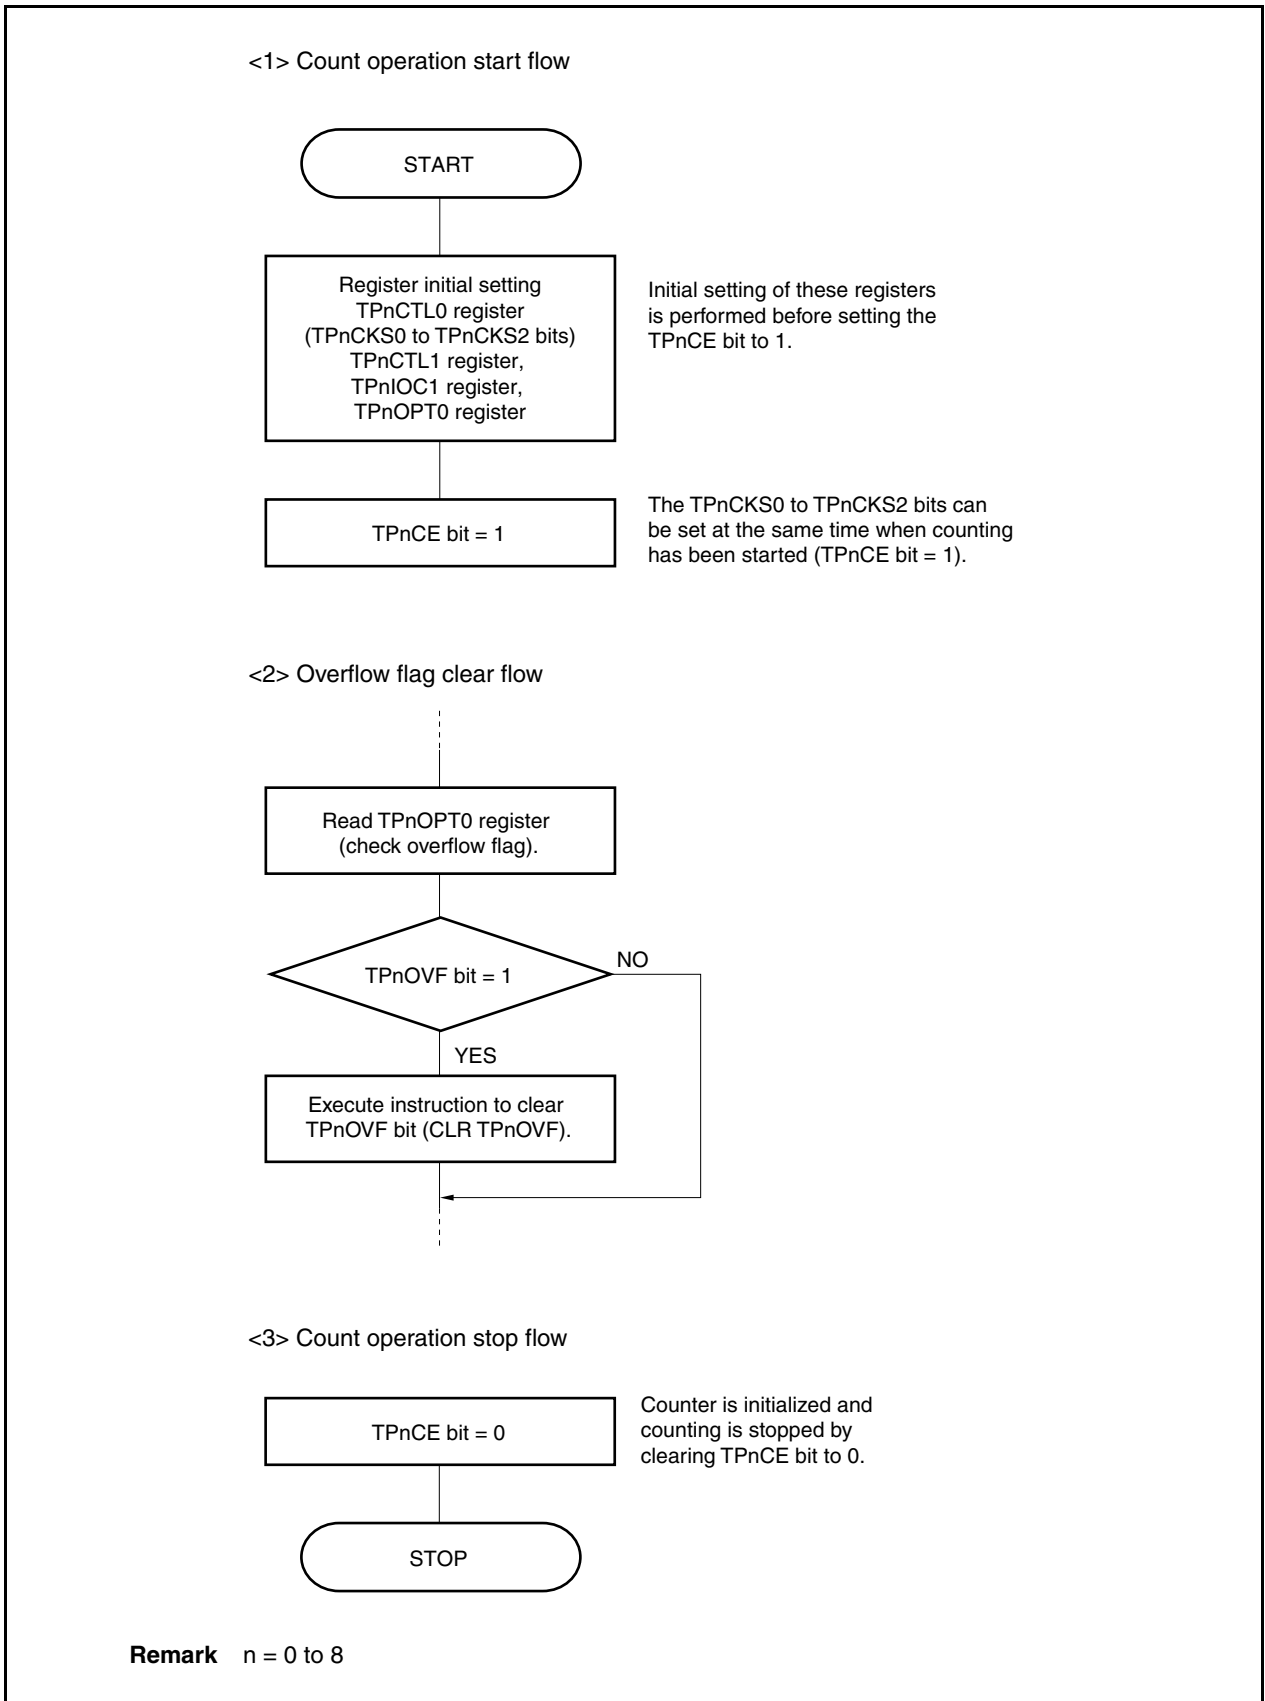 <1> Count operation start flow
START
Register initial setting
TPnCTL0 register
(TPnCKS0 to TPnCKS2 bits)
TPnCTL1 register,
TPnIOC1 register,
TPnOPT0 register
Initial setting of these registers
is performed before setting the
TPnCE bit to 1.
TPnCE bit = 1
The TPnCKS0 to TPnCKS2 bits can
be set at the same time when counting
has been started (TPnCE bit = 1).
<2> Overflow flag clear flow
Read TPnOPT0 register
(check overflow flag).
TPnOVF bit = 1
NO
YES
Execute instruction to clear
TPnOVF bit (CLR TPnOVF).
<3> Count operation stop flow
TPnCE bit = 0
Counter is initialized and
counting is stopped by
clearing TPnCE bit to 0.
STOP
Remark n = 0 to 8